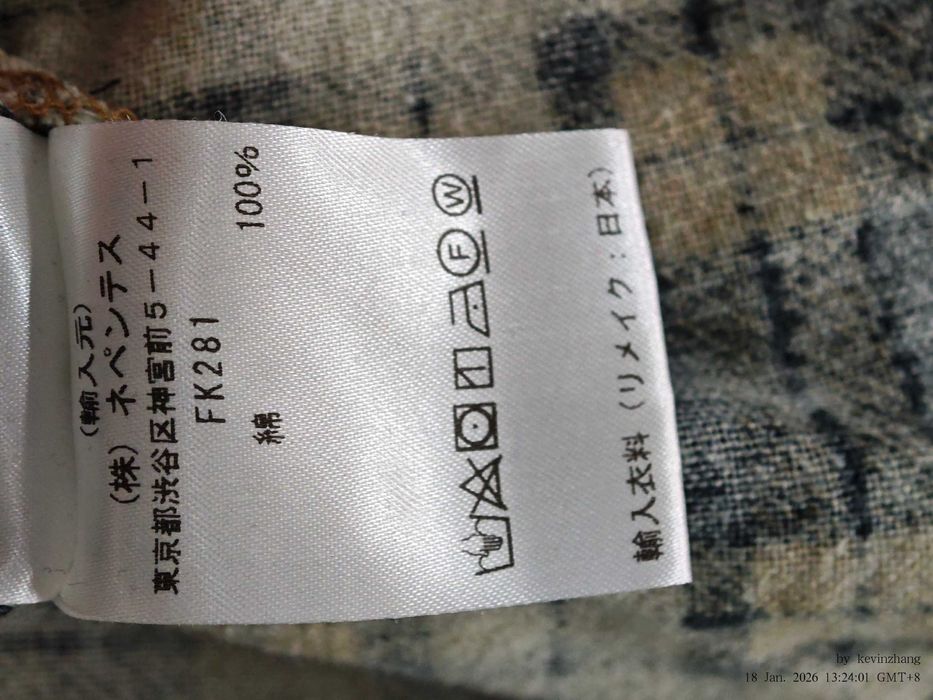 (輸入元)
(株) ネペンテス
東京都渋谷区神宮前5-44-1
FK281
綿 100%
F W
輸入衣料 (リメイク:日本)
by kevinzhang
18 Jan. 2026 13:24:01 GMT+8